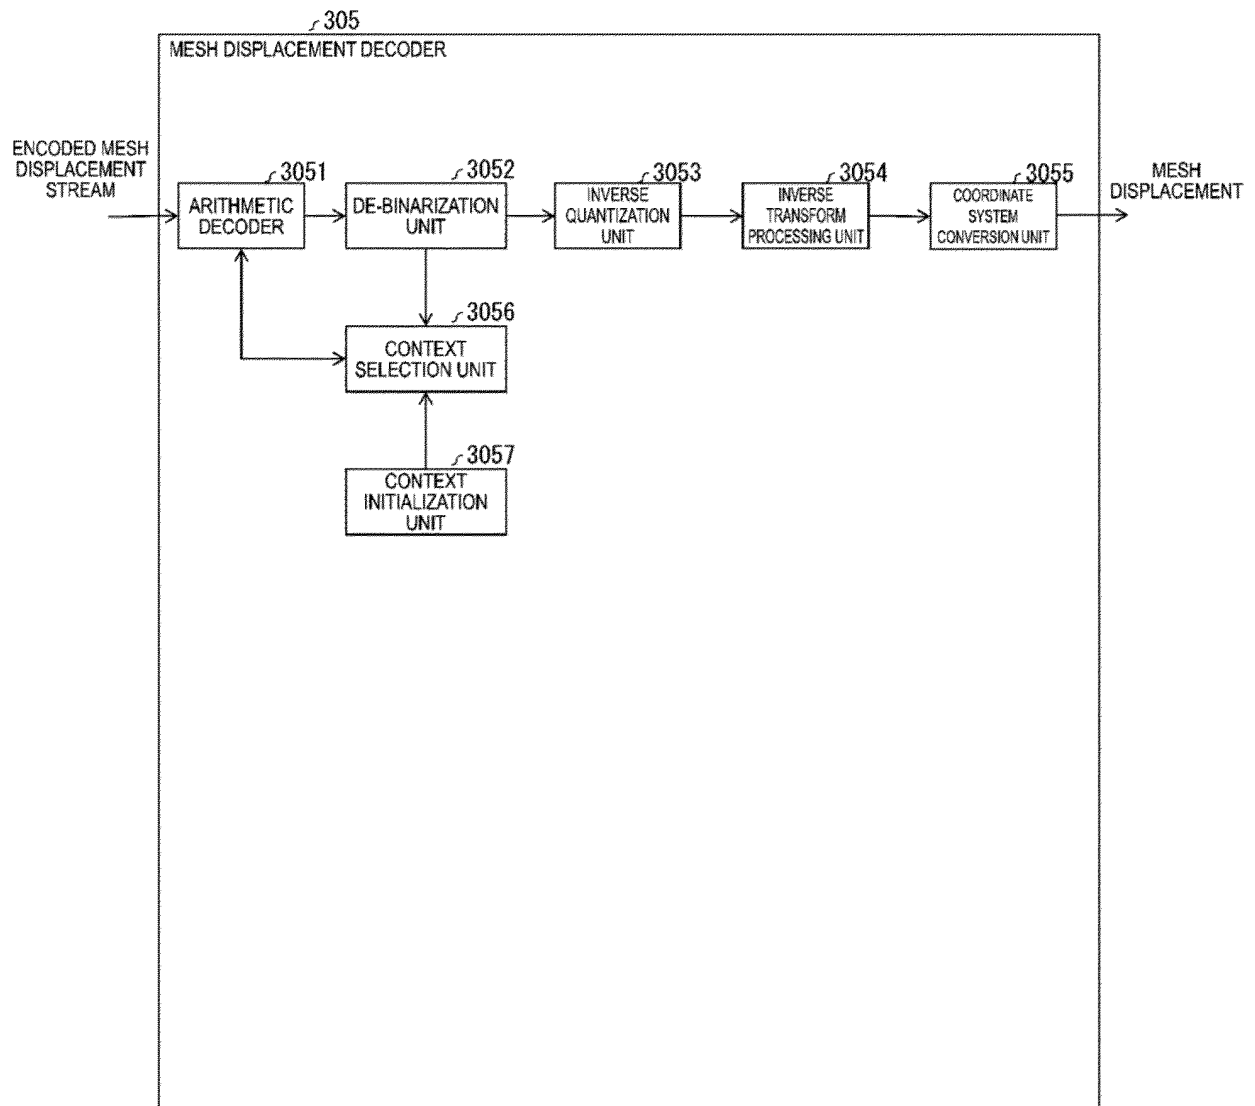 305
MESH DISPLACEMENT DECODER
ENCODED MESH
DISPLACEMENT
STREAM
3051
ARITHMETIC
DECODER
3052
DE-BINARIZATION
UNIT
3053
INVERSE
QUANTIZATION
UNIT
3054
INVERSE
TRANSFORM
PROCESSING UNIT
3055
COORDINATE
SYSTEM
CONVERSION UNIT
MESH
DISPLACEMENT
3056
CONTEXT
SELECTION UNIT
3057
CONTEXT
INITIALIZATION
UNIT